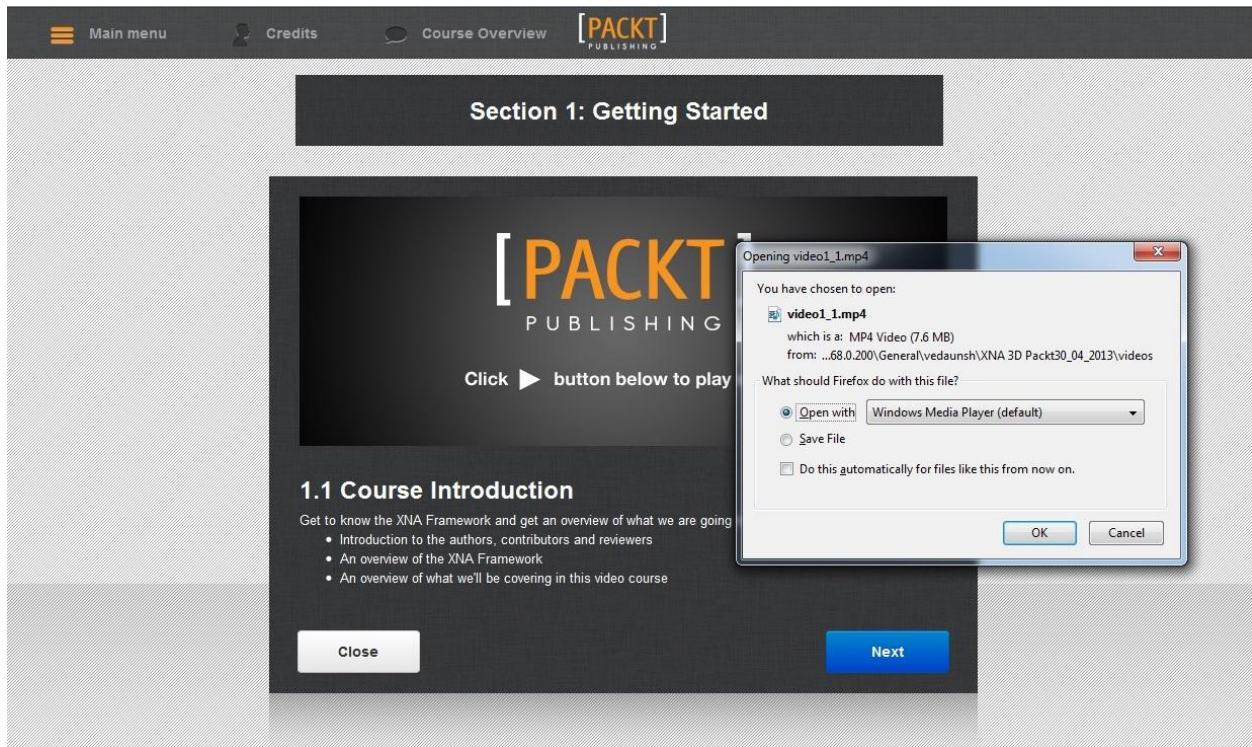 Main menu
Credits
Course Overview
[PACKT]
PUBLISHING
Section 1: Getting Started
[PACKT]
PUBLISHING
Click ▶ button below to play
1.1 Course Introduction
Get to know the XNA Framework and get an overview of what we are going
• Introduction to the authors, contributors and reviewers
• An overview of the XNA Framework
• An overview of what we'll be covering in this video course
Close
Next
Opening video1_1.mp4
You have chosen to open:
video1_1.mp4
which is a: MP4 Video (7.6 MB)
from: ...68.0.200\General\vedaunsh\XNA 3D Packt30_04_2013\videos
What should Firefox do with this file?
Open with Windows Media Player (default)
Save File
Do this automatically for files like this from now on.
OK
Cancel